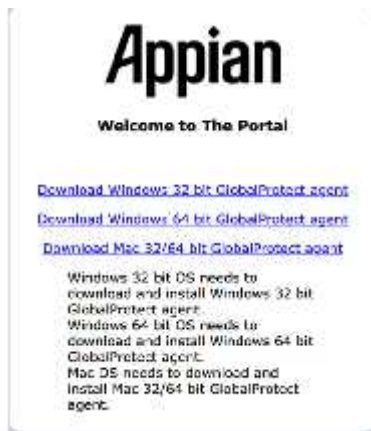 Appian
Welcome to The Portal
Download Windows 32 bit GlobalProtect agent
Download Windows 64 bit GlobalProtect agent
Download Mac 32/64 bit GlobalProtect agent
Windows 32 bit OS needs to
download and install Windows 32 bit
GlobalProtect agent.
Windows 64 bit OS needs to
download and install Windows 64 bit
GlobalProtect agent.
Mac OS needs to download and
install Mac 32/64 bit GlobalProtect
agent.